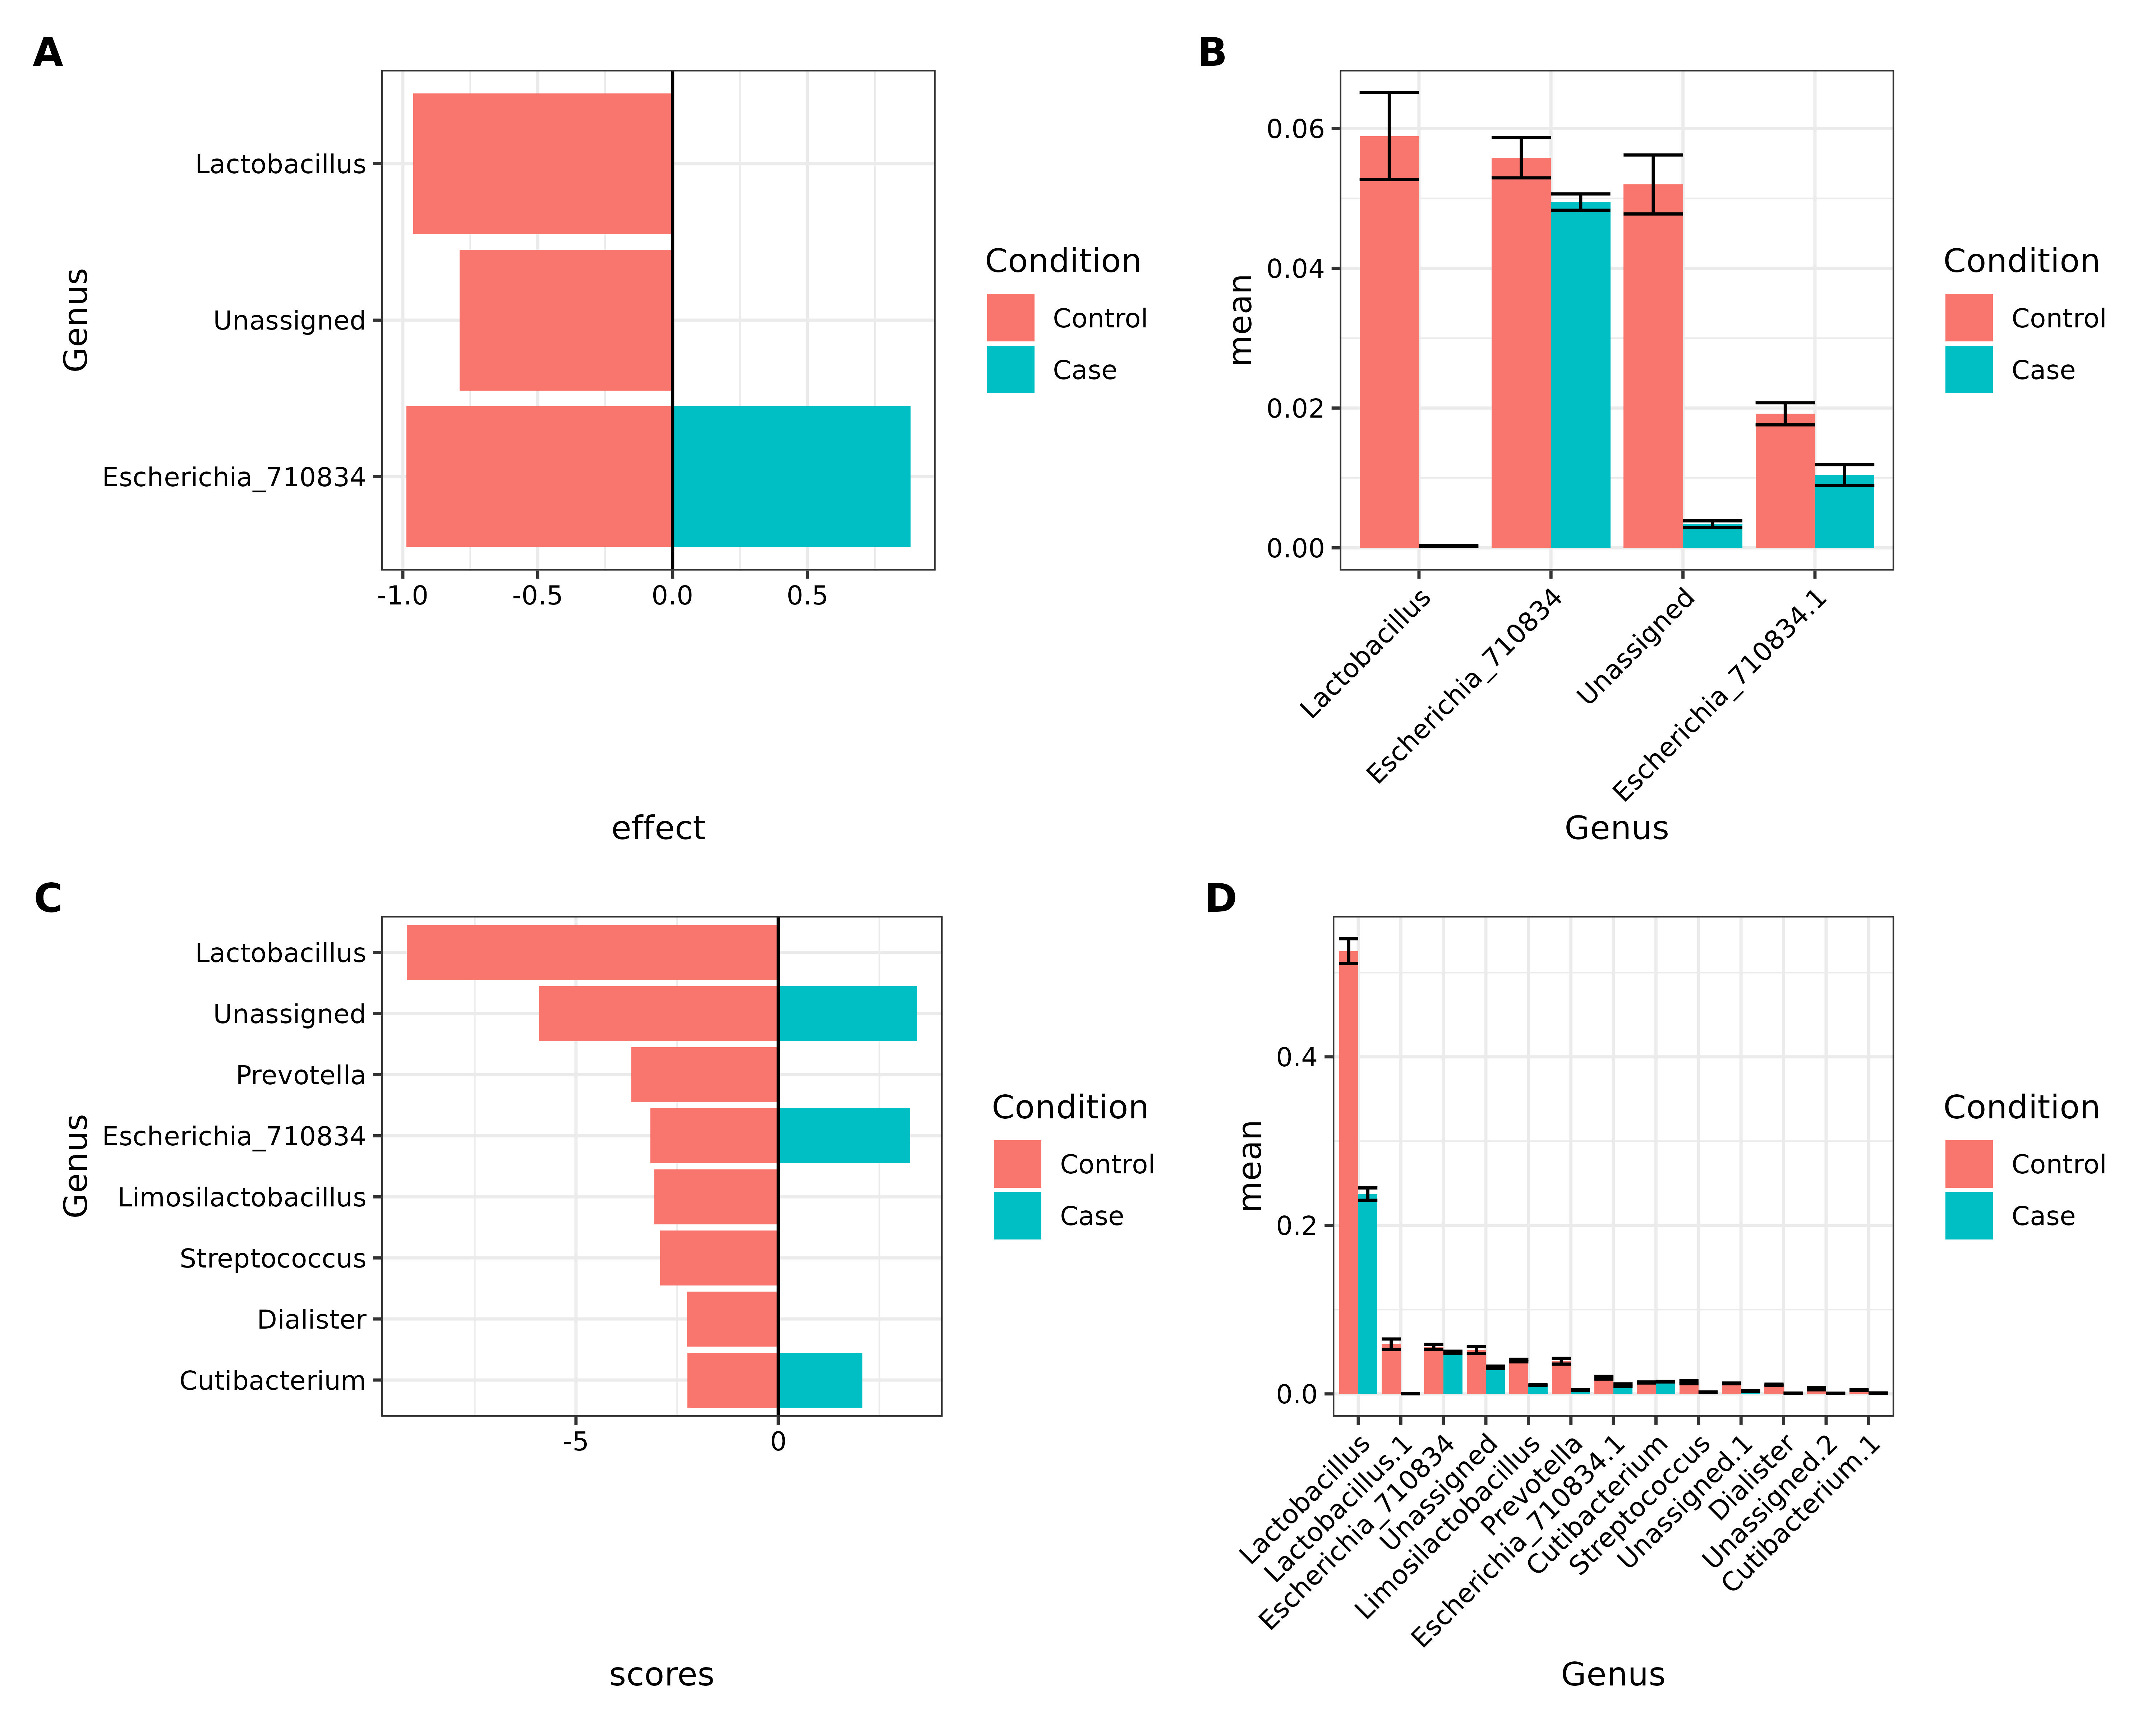 A
Genus
Lactobacillus
Unassigned
Escherichia_710834
-1.0 -0.5 0.0 0.5
effect
Condition
Control
Case
B
mean
0.06
0.04
0.02
0.00
Lactobacillus
Escherichia_710834
Unassigned
Escherichia_710834.1
Genus
Condition
Control
Case
C
Genus
Lactobacillus
Unassigned
Prevotella
Escherichia_710834
Limosilactobacillus
Streptococcus
Dialister
Cutibacterium
-5 0
scores
Condition
Control
Case
D
mean
0.4
0.2
0.0
Lactobacillus
Lactobacillus.1
Escherichia_710834
Unassigned
Limosilactobacillus
Prevotella
Escherichia_710834.1
Cutibacterium
Streptococcus
Unassigned.1
Dialister
Unassigned.2
Cutibacterium.1
Genus
Condition
Control
Case